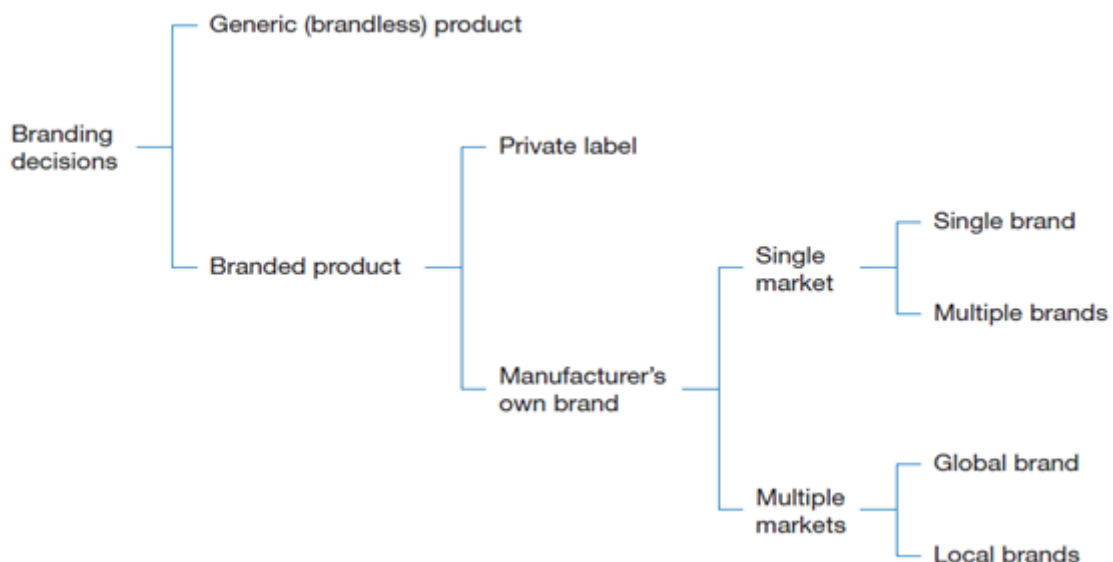 Generic (brandless) product
Branding
decisions
Private label
Branded product
Single brand
Single
market
Multiple brands
Manufacturer's
own brand
Global brand
Multiple
markets
Local brands